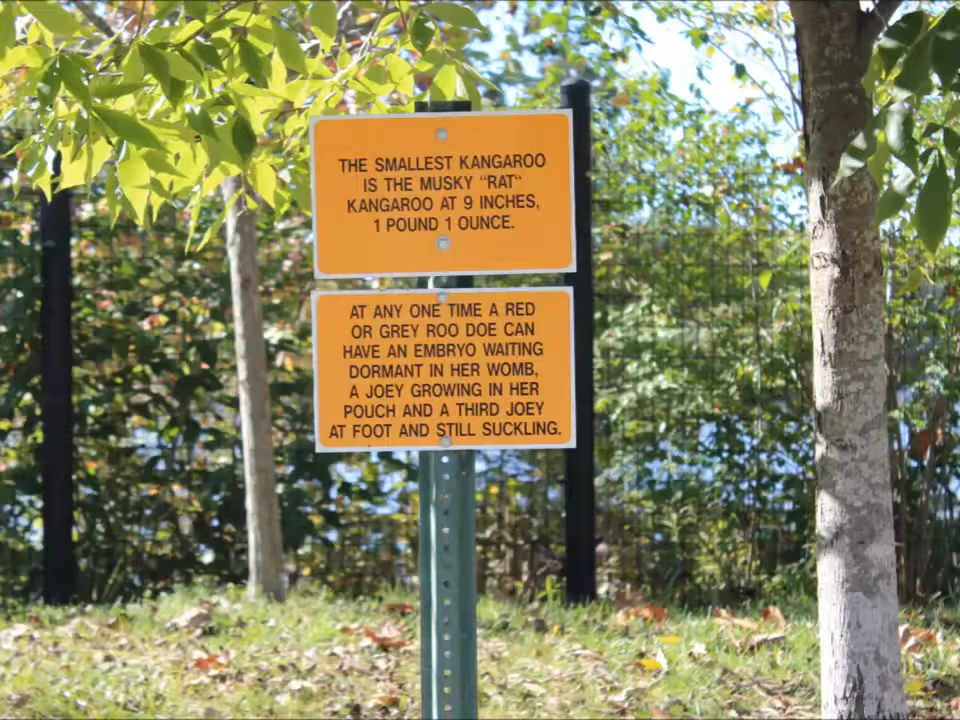 THE SMALLEST KANGAROO
IS THE MUSKY "RAT"
KANGAROO AT 9 INCHES,
1 POUND 1 OUNCE.
AT ANY ONE TIME A RED
OR GREY ROO DOE CAN
HAVE AN EMBRYO WAITING
DORMANT IN HER WOMB,
A JOEY GROWING IN HER
POUCH AND A THIRD JOEY
AT FOOT AND STILL SUCKLING.